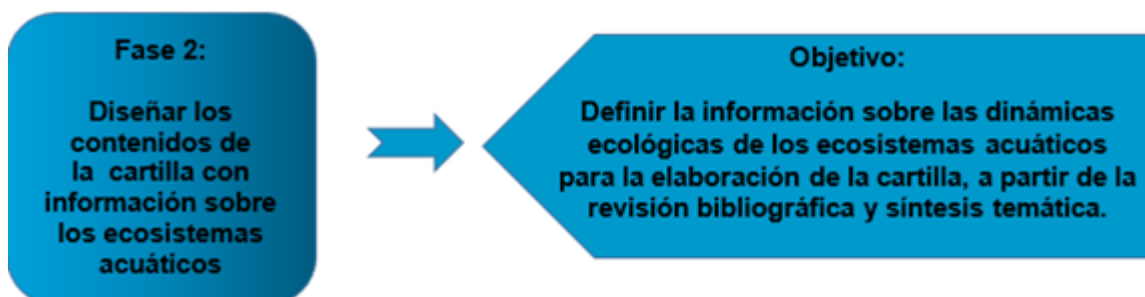 Fase 2:
Diseñar los
contenidos de
la cartilla con
información sobre
los ecosistemas
acuáticos
Objetivo:
Definir la información sobre las dinámicas
ecológicas de los ecosistemas acuáticos
para la elaboración de la cartilla, a partir de la
revisión bibliográfica y síntesis temática.